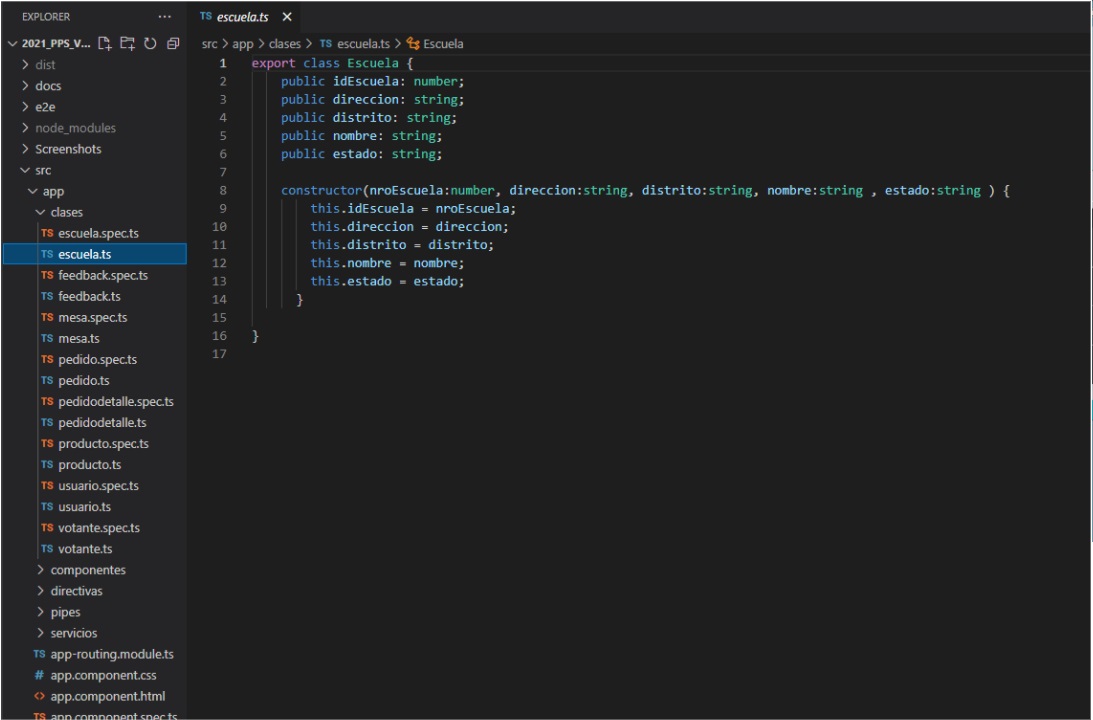 EXPLORER
···
2021_PPS_V...
dist
docs
e2e
node_modules
Screenshots
src
app
clases
TS escuela.spec.ts
TS escuela.ts
TS feedback.spec.ts
TS feedback.ts
TS mesa.spec.ts
TS mesa.ts
TS pedido.spec.ts
TS pedido.ts
TS pedidodetalle.spec.ts
TS pedidodetalle.ts
TS producto.spec.ts
TS producto.ts
TS usuario.spec.ts
TS usuario.ts
TS votante.spec.ts
TS votante.ts
componentes
directivas
pipes
servicios
TS app-routing.module.ts
# app.component.css
<> app.component.html
TS app.component.spec.ts
TS escuela.ts
src > app > clases > TS escuela.ts > Escuela
1 export class Escuela {
2     public idEscuela: number;
3     public direccion: string;
4     public distrito: string;
5     public nombre: string;
6     public estado: string;
7
8     constructor(nroEscuela:number, direccion:string, distrito:string, nombre:string , estado:string ) {
9         this.idEscuela = nroEscuela;
10         this.direccion = direccion;
11         this.distrito = distrito;
12         this.nombre = nombre;
13         this.estado = estado;
14       }
15
16 }
17